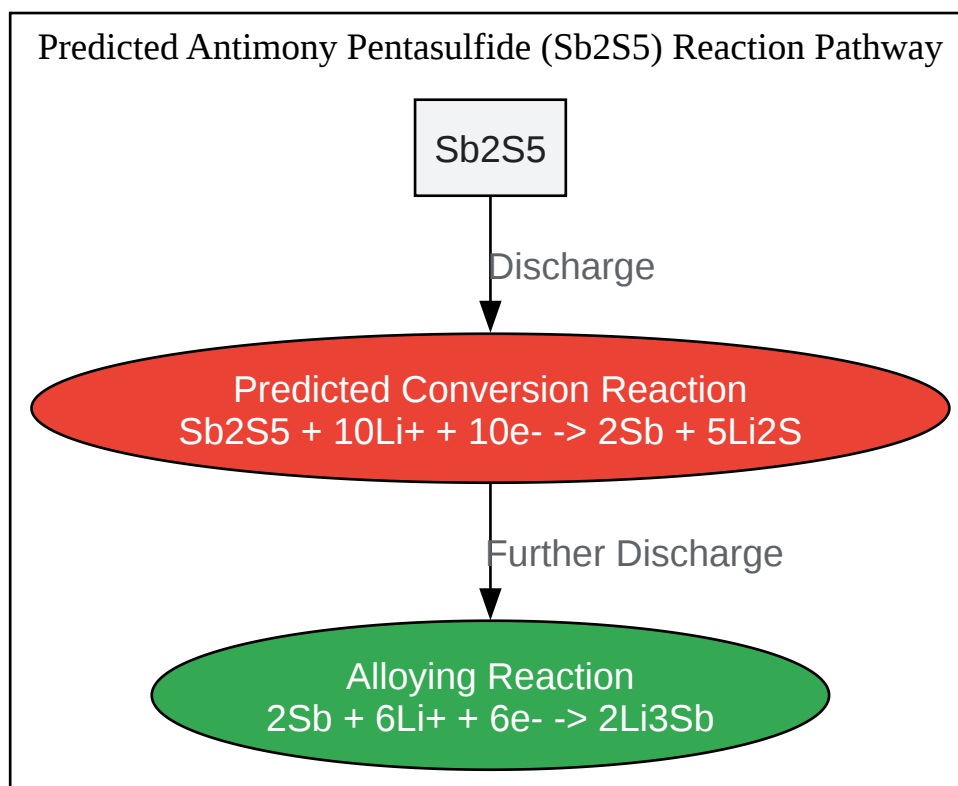 Predicted Antimony Pentasulfide (Sb2S5) Reaction Pathway
Sb2S5
Discharge
Predicted Conversion Reaction
Sb2S5 + 10Li+ + 10e- -> 2Sb + 5Li2S
Further Discharge
Alloying Reaction
2Sb + 6Li+ + 6e- -> 2Li3Sb